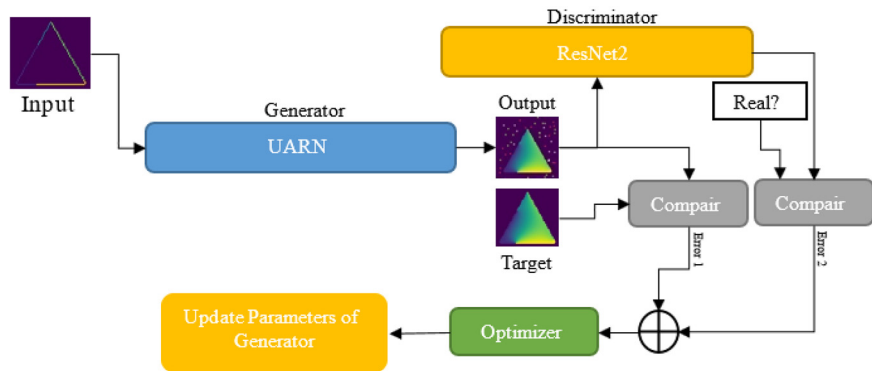 Discriminator
ResNet2
Input
Generator
UARN
Output
Real?
Compair
Compair
Target
Error 1
Error 2
Update Parameters of
Generator
Optimizer